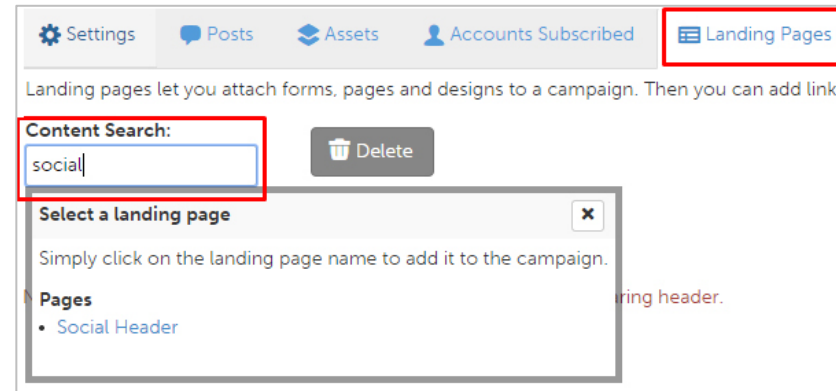 Settings Posts Assets Accounts Subscribed Landing Pages
Landing pages let you attach forms, pages and designs to a campaign. Then you can add link
Content Search:
social Delete
Select a landing page
Simply click on the landing page name to add it to the campaign.
Pages
ring header.
• Social Header